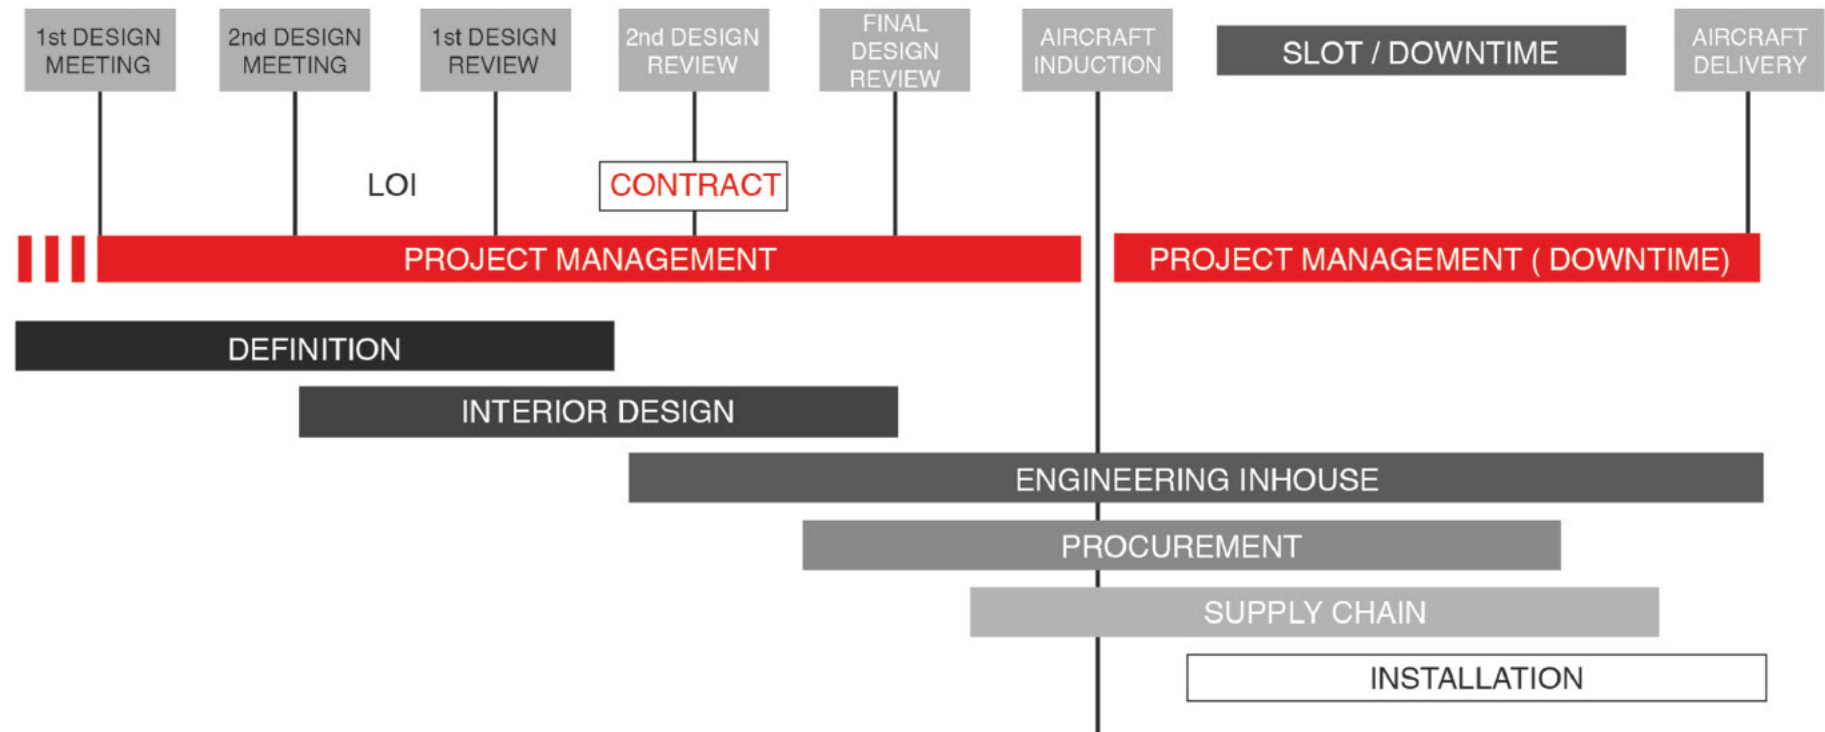 1st DESIGN
MEETING
2nd DESIGN
MEETING
1st DESIGN
REVIEW
2nd DESIGN
REVIEW
FINAL
DESIGN
REVIEW
AIRCRAFT
INDUCTION
SLOT / DOWNTIME
AIRCRAFT
DELIVERY
LOI
CONTRACT
PROJECT MANAGEMENT
PROJECT MANAGEMENT ( DOWNTIME)
DEFINITION
INTERIOR DESIGN
ENGINEERING INHOUSE
PROCUREMENT
SUPPLY CHAIN
INSTALLATION